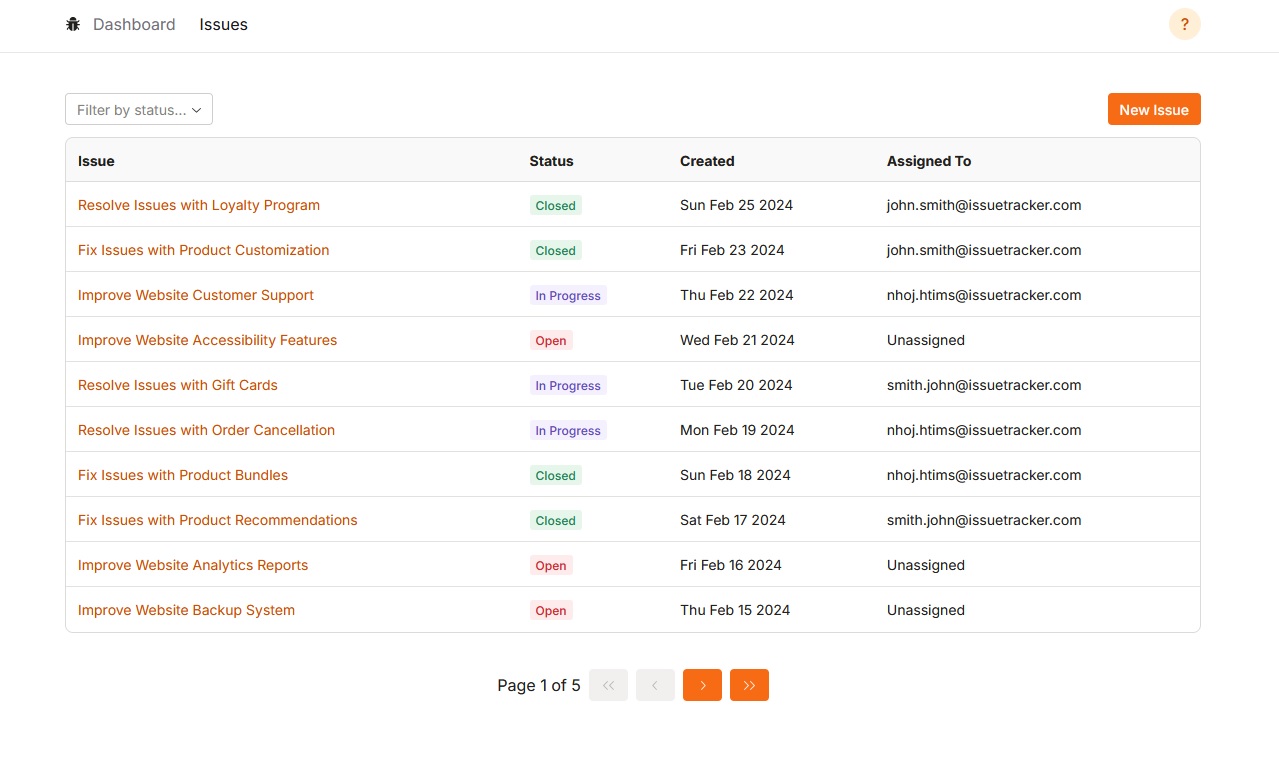 Dashboard Issues ?
Filter by status... New Issue
Issue Status Created Assigned To
Resolve Issues with Loyalty Program Closed Sun Feb 25 2024 john.smith@issuetracker.com
Fix Issues with Product Customization Closed Fri Feb 23 2024 john.smith@issuetracker.com
Improve Website Customer Support In Progress Thu Feb 22 2024 nhoj.htims@issuetracker.com
Improve Website Accessibility Features Open Wed Feb 21 2024 Unassigned
Resolve Issues with Gift Cards In Progress Tue Feb 20 2024 smith.john@issuetracker.com
Resolve Issues with Order Cancellation In Progress Mon Feb 19 2024 nhoj.htims@issuetracker.com
Fix Issues with Product Bundles Closed Sun Feb 18 2024 nhoj.htims@issuetracker.com
Fix Issues with Product Recommendations Closed Sat Feb 17 2024 smith.john@issuetracker.com
Improve Website Analytics Reports Open Fri Feb 16 2024 Unassigned
Improve Website Backup System Open Thu Feb 15 2024 Unassigned
Page 1 of 5